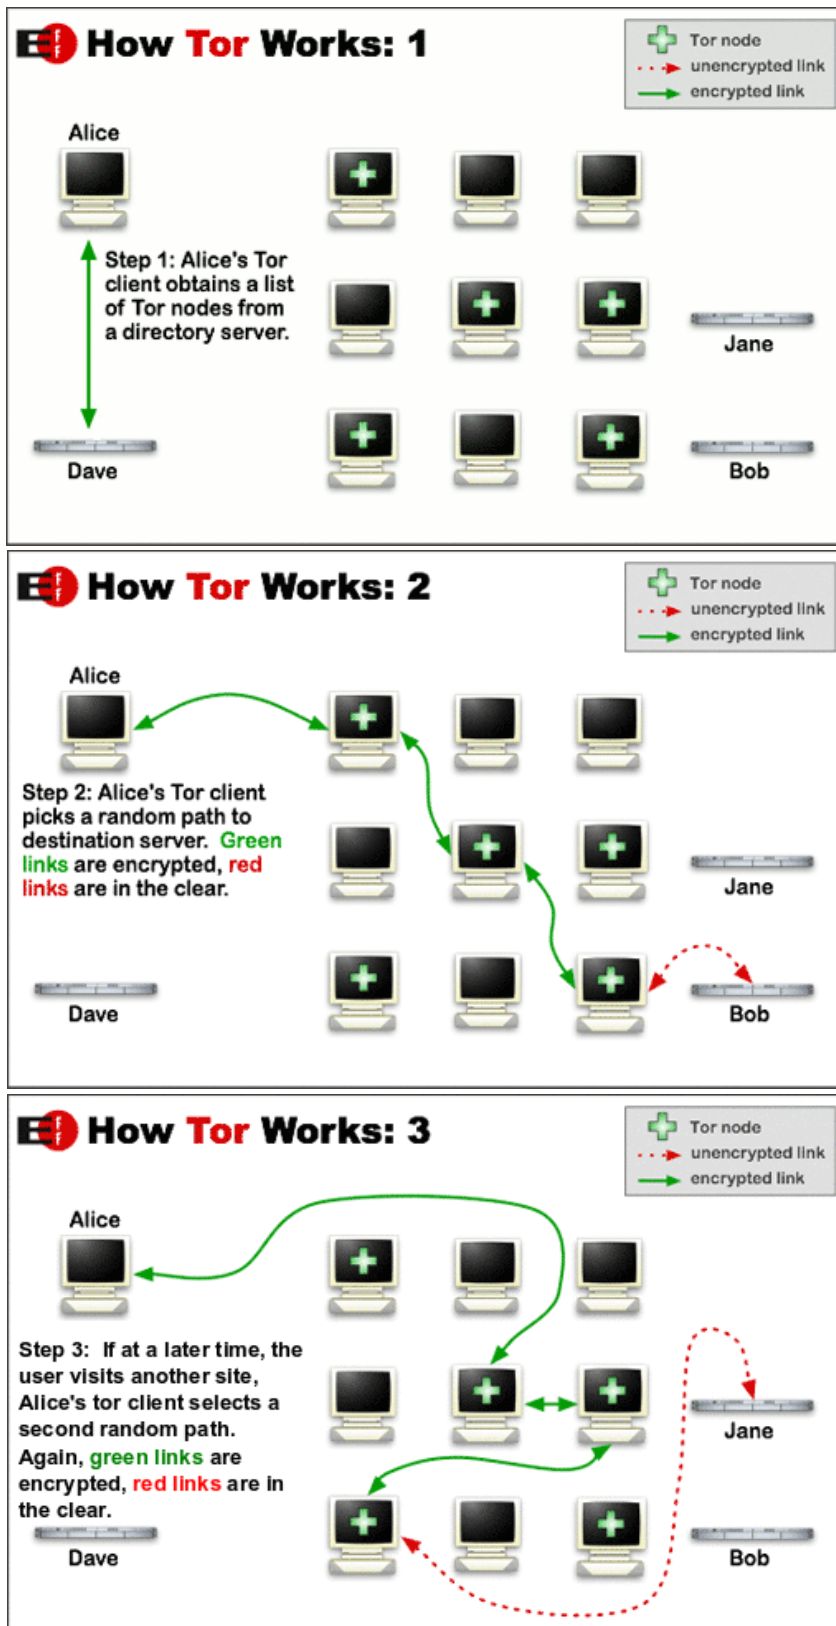 EFF How Tor Works: 1
Tor node
unencrypted link
encrypted link
Alice
Step 1: Alice's Tor
client obtains a list
of Tor nodes from
a directory server.
Jane
Dave
Bob
EFF How Tor Works: 2
Tor node
unencrypted link
encrypted link
Alice
Step 2: Alice's Tor client
picks a random path to
destination server. Green
links are encrypted, red
links are in the clear.
Jane
Dave
Bob
EFF How Tor Works: 3
Tor node
unencrypted link
encrypted link
Alice
Step 3: If at a later time, the
user visits another site,
Alice's tor client selects a
second random path.
Again, green links are
encrypted, red links are in
the clear.
Jane
Dave
Bob